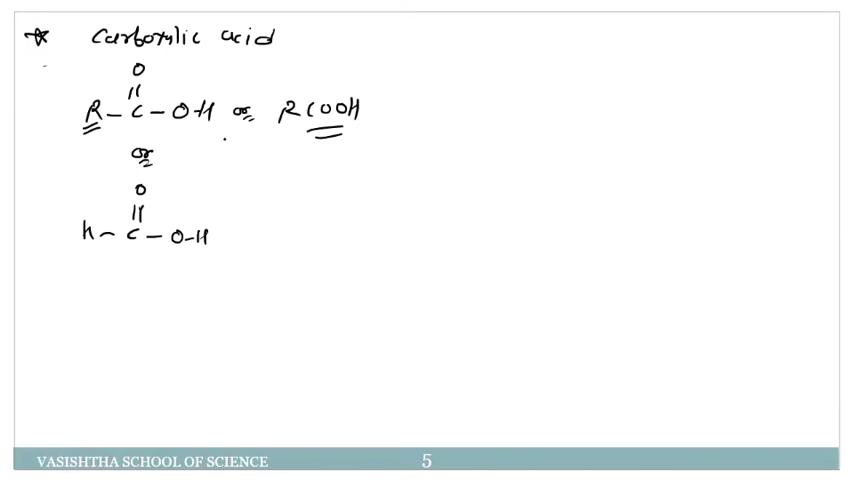 * Carboxylic acid
O
||
R - C - OH or RCOOH
or
O
||
H - C - O-H
VASISHTHA SCHOOL OF SCIENCE 5